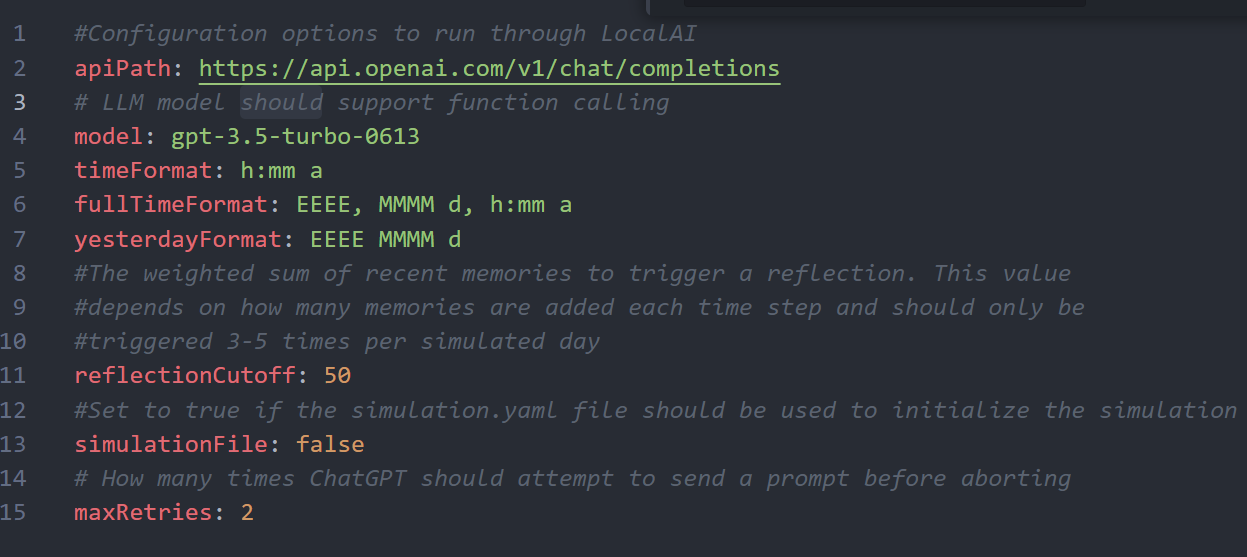 1 #Configuration options to run through LocalAI
2 apiPath: https://api.openai.com/v1/chat/completions
3 # LLM model should support function calling
4 model: gpt-3.5-turbo-0613
5 timeFormat: h:mm a
6 fullTimeFormat: EEEE, MMMM d, h:mm a
7 yesterdayFormat: EEEE MMMM d
8 #The weighted sum of recent memories to trigger a reflection. This value
9 #depends on how many memories are added each time step and should only be
10 #triggered 3-5 times per simulated day
11 reflectionCutoff: 50
12 #Set to true if the simulation.yaml file should be used to initialize the simulation
13 simulationFile: false
14 # How many times ChatGPT should attempt to send a prompt before aborting
15 maxRetries: 2